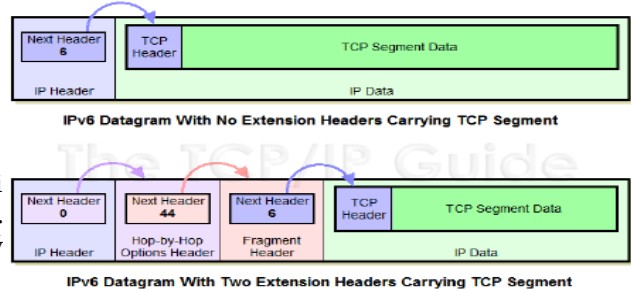 Next Header
6
TCP
Header
TCP Segment Data
IP Header
IP Data
IPv6 Datagram With No Extension Headers Carrying TCP Segment
The TCP/IP Guide
Next Header
0
Next Header
44
Next Header
6
TCP
Header
TCP Segment Data
IP Header
Hop-by-Hop
Options Header
Fragment
Header
IP Data
IPv6 Datagram With Two Extension Headers Carrying TCP Segment